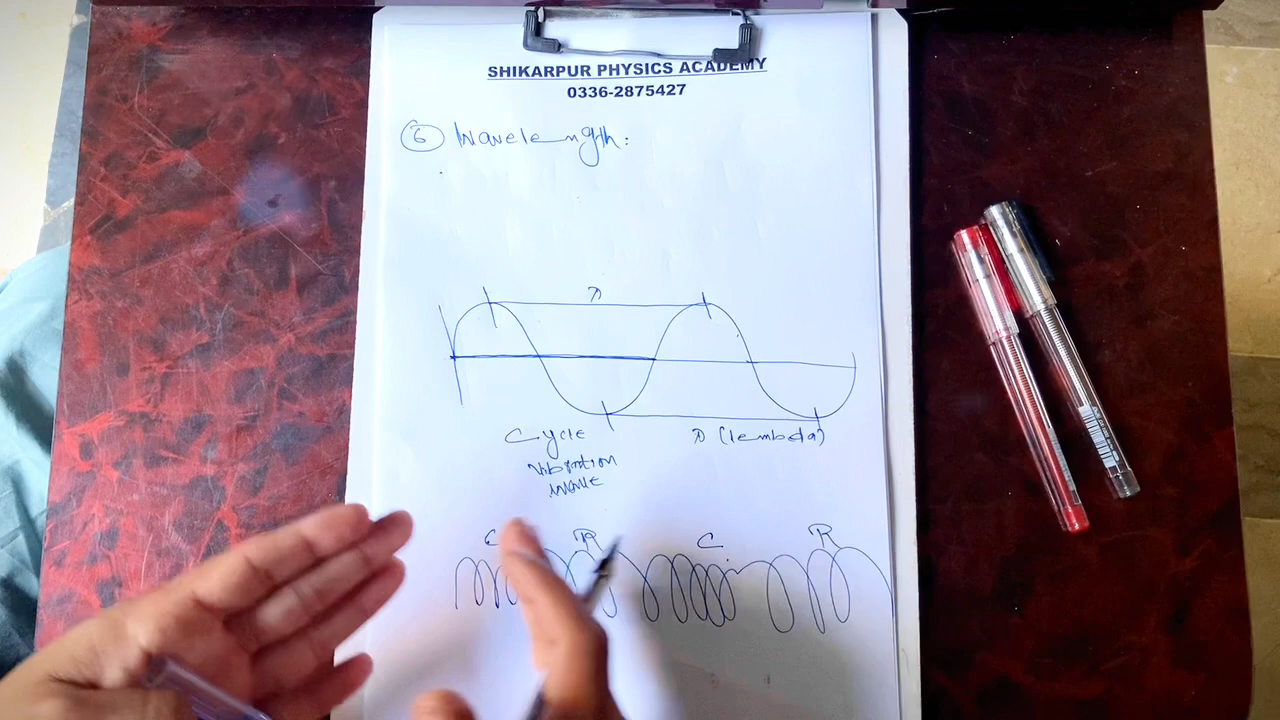 SHIKARPUR PHYSICS ACADEMY
0336-2875427
6 Wavelength:
λ
Cycle
λ (lembda)
vibration
wave
C R C R